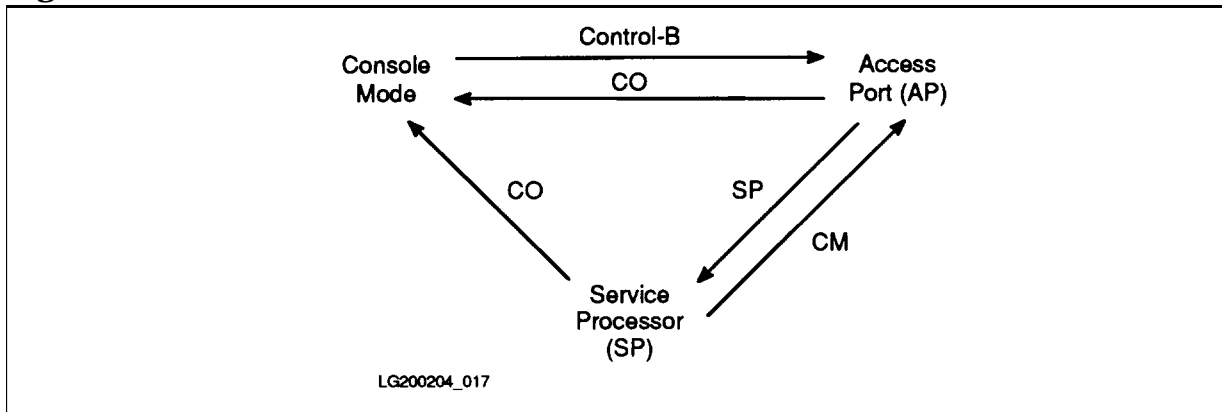 Control-B
Console
Mode
CO
Access
Port (AP)
CO
SP
CM
Service
Processor
(SP)
LG200204_017